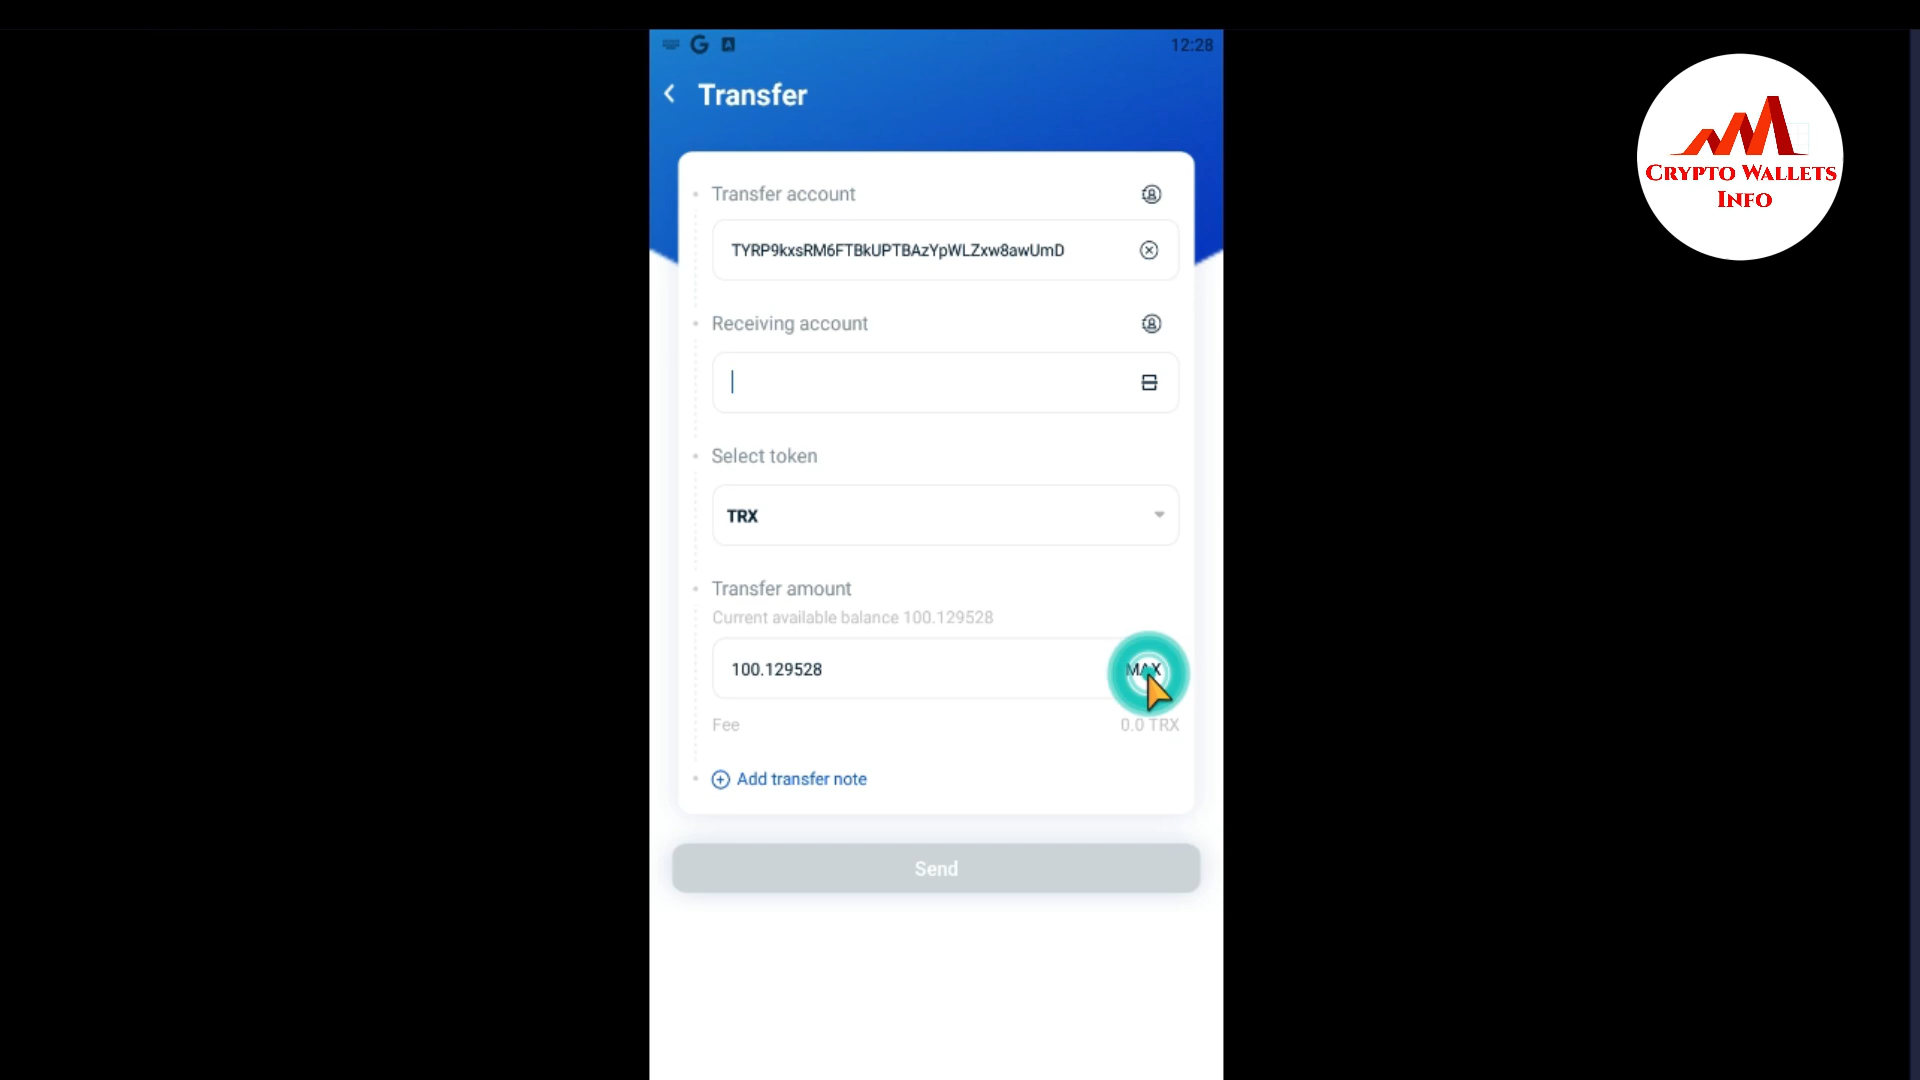 12:28
Transfer
Transfer account
TYRP9kxsRM6FTBkUPTBAzYpWLZxw8awUmD
Receiving account
Select token
TRX
Transfer amount
Current available balance 100.129528
100.129528 MAX
Fee 0.0 TRX
Add transfer note
Send
CRYPTO WALLETS
INFO